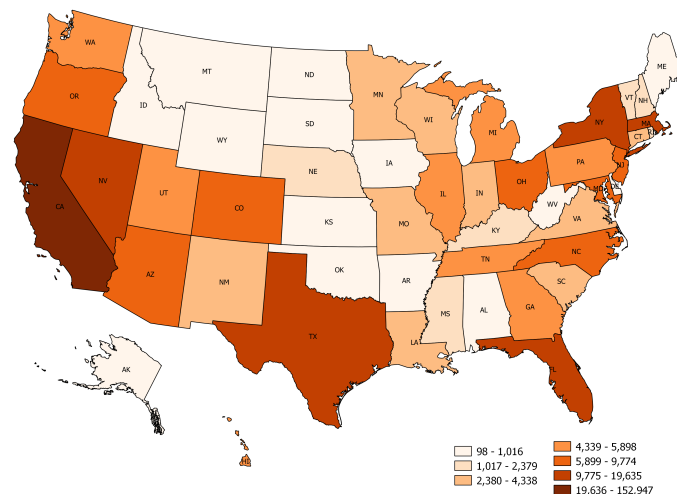 WA
ME
MT
ND
VT
NH
MN
OR
ID
WI
NY
MA
SD
CT
RI
WY
MI
IA
PA
NJ
NE
NV
OH
MD
UT
IL
IN
WV
CA
CO
VA
KS
MO
KY
NC
TN
AZ
OK
NM
AR
SC
MS
AL
GA
TX
LA
FL
AK
HI
98 - 1,016
1,017 - 2,379
2,380 - 4,338
4,339 - 5,898
5,899 - 9,774
9,775 - 19,635
19,636 - 152,947